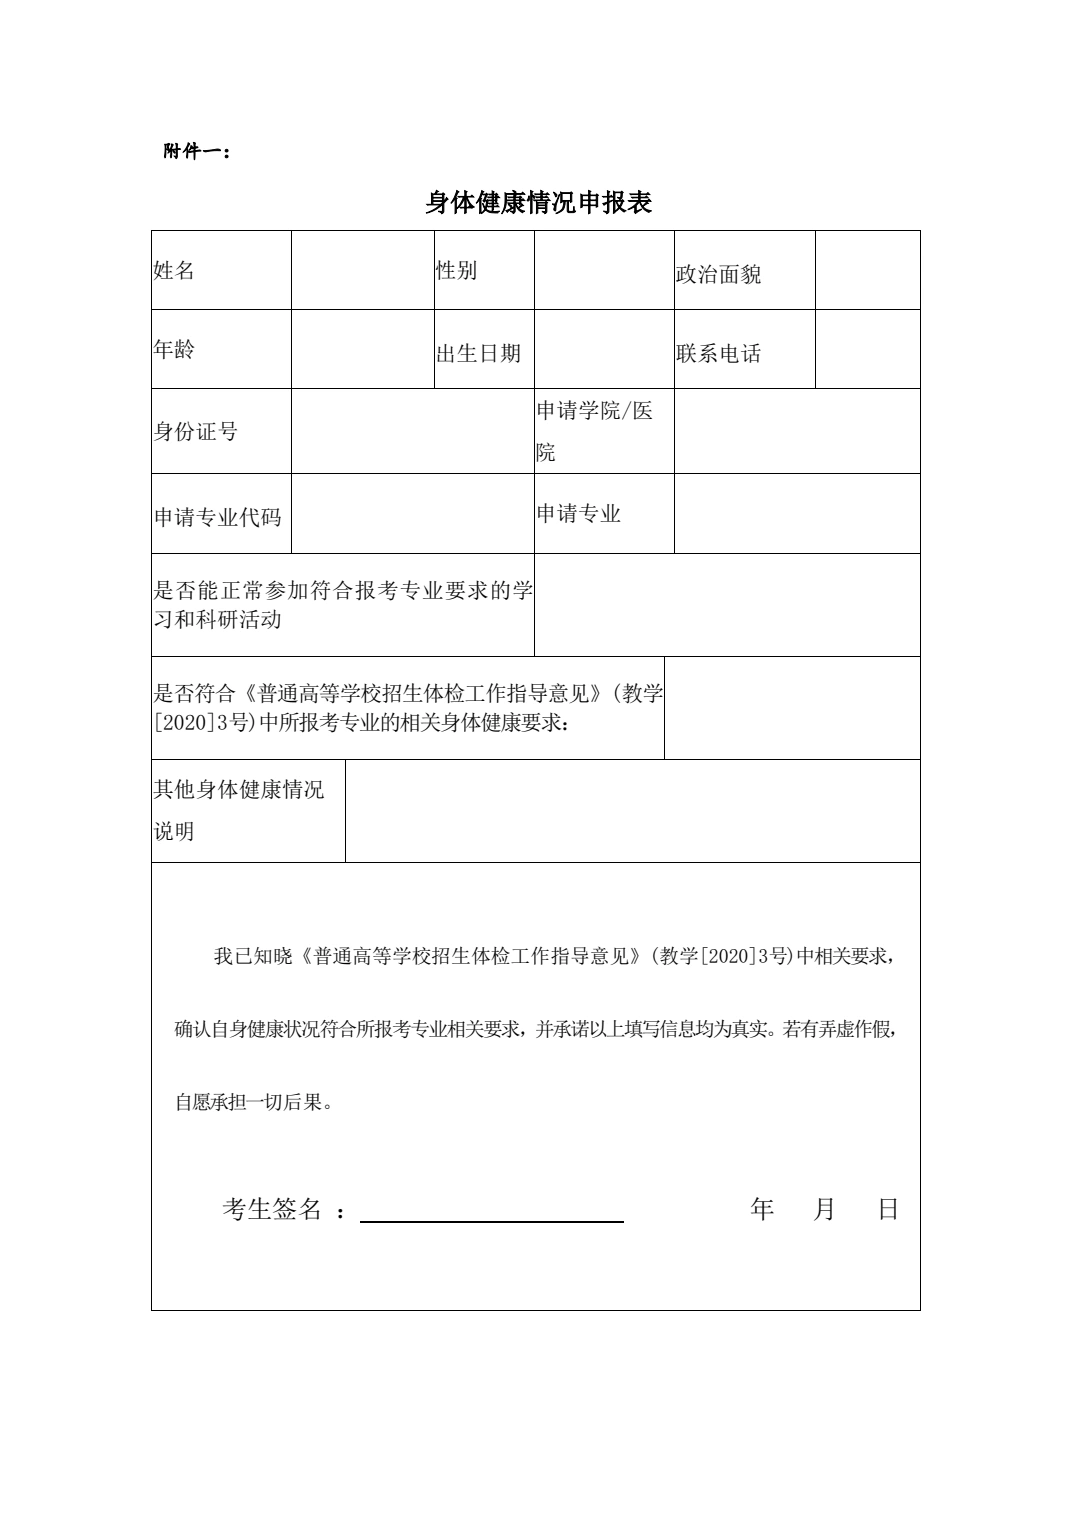 附件一：
身体健康情况申报表
姓名 性别 政治面貌
年龄 出生日期 联系电话
身份证号 申请学院/医
院
申请专业代码 申请专业
是否能正常参加符合报考专业要求的学
习和科研活动
是否符合《普通高等学校招生体检工作指导意见》(教学
[2020]3号)中所报考专业的相关身体健康要求：
其他身体健康情况
说明
我已知晓《普通高等学校招生体检工作指导意见》(教学[2020]3号)中相关要求，
确认自身健康状况符合所报考专业相关要求，并承诺以上填写信息均为真实。若有弄虚作假，
自愿承担一切后果。
考生签名 ： 年 月 日